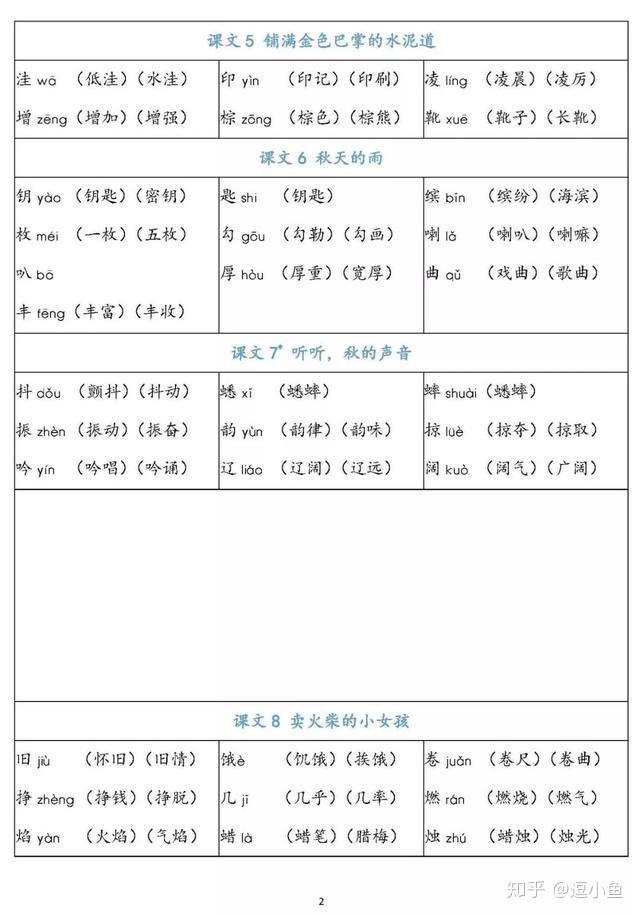 课文5 铺满金色巴掌的水泥道
洼 wā （低洼）（水洼） 印 yìn （印记）（印刷） 凌 líng （凌晨）（凌厉）
增 zēng（增加）（增强） 棕 zōng （棕色）（棕熊） 靴 xuē （靴子）（长靴）
课文6 秋天的雨
钥 yào （钥匙）（密钥） 匙 shi （钥匙） 缤 bīn （缤纷）（海滨）
枚 méi （一枚）（五枚） 勾 gōu （勾勒）（勾画） 喇 lǎ （喇叭）（喇嘛）
叭 bā 厚 hòu （厚重）（宽厚） 曲 qǔ （戏曲）（歌曲）
丰 fēng（丰富）（丰收）
课文7* 听听，秋的声音
抖 dǒu （颤抖）（抖动） 蟋 xī （蟋蟀） 蟀 shuài（蟋蟀）
振 zhèn （振动）（振奋） 韵 yùn （韵律）（韵味） 掠 lüè （掠夺）（掠取）
吟 yín （吟唱）（吟诵） 辽 liáo （辽阔）（辽远） 阔 kuò （阔气）（广阔）
课文8 卖火柴的小女孩
旧 jiù （怀旧）（旧情） 饿è （饥饿）（挨饿） 卷 juǎn （卷尺）（卷曲）
挣 zhèng （挣钱）（挣脱） 几 jī （几乎）（几率） 燃 rán （燃烧）（燃气）
焰 yàn （火焰）（气焰） 蜡 là （蜡笔）（腊梅） 烛 zhú （蜡烛）（烛光）
2
知乎 @逗小鱼